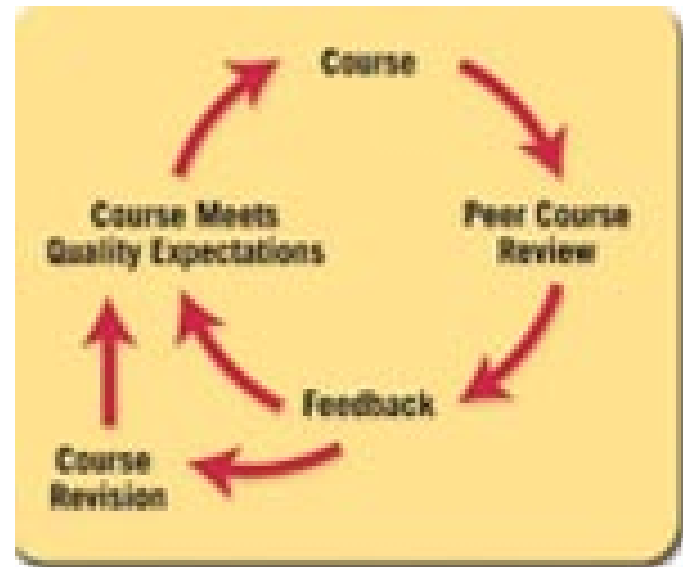 Course
Peer Course
Review
Feedback
Course
Revision
Course Meets
Quality Expectations